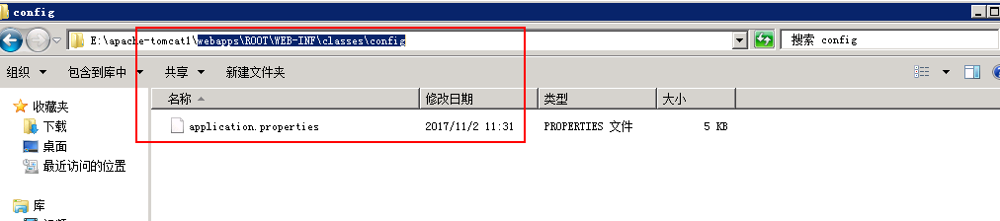 config
E:\apache-tomcat1\webapps\ROOT\WEB-INF\classes\config
搜索 config
组织 包含到库中 共享 新建文件夹
名称 修改日期 类型 大小
application.properties 2017/11/2 11:31 PROPERTIES 文件 5 KB
收藏夹
下载
桌面
最近访问的位置
库